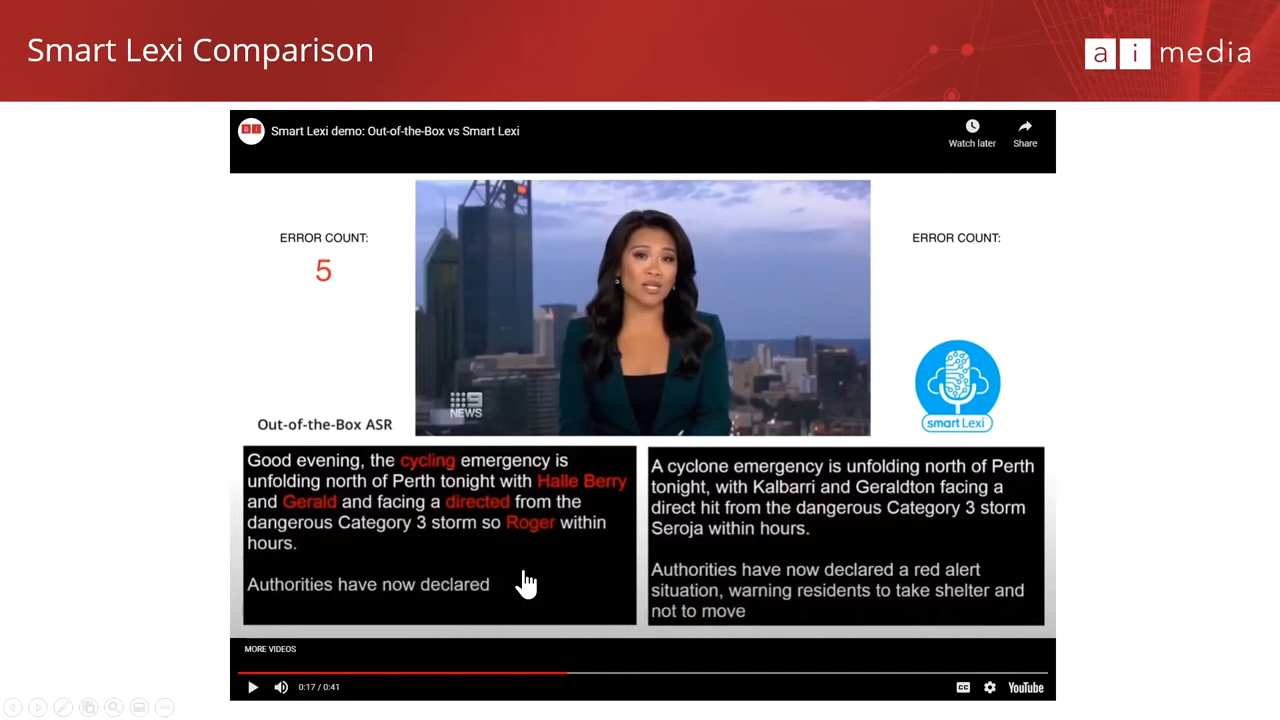 Smart Lexi Comparison
ai media
Smart Lexi demo: Out-of-the-Box vs Smart Lexi
Watch later
Share
ERROR COUNT:
5
ERROR COUNT:
9
NEWS
smart Lexi
Out-of-the-Box ASR
Good evening, the cycling emergency is
unfolding north of Perth tonight with Halle Berry
and Gerald and facing a directed from the
dangerous Category 3 storm so Roger within
hours.
Authorities have now declared
A cyclone emergency is unfolding north of Perth
tonight, with Kalbarri and Geraldton facing a
direct hit from the dangerous Category 3 storm
Seroja within hours.
Authorities have now declared a red alert
situation, warning residents to take shelter and
not to move
MORE VIDEOS
0:17 / 0:41
CC
YouTube